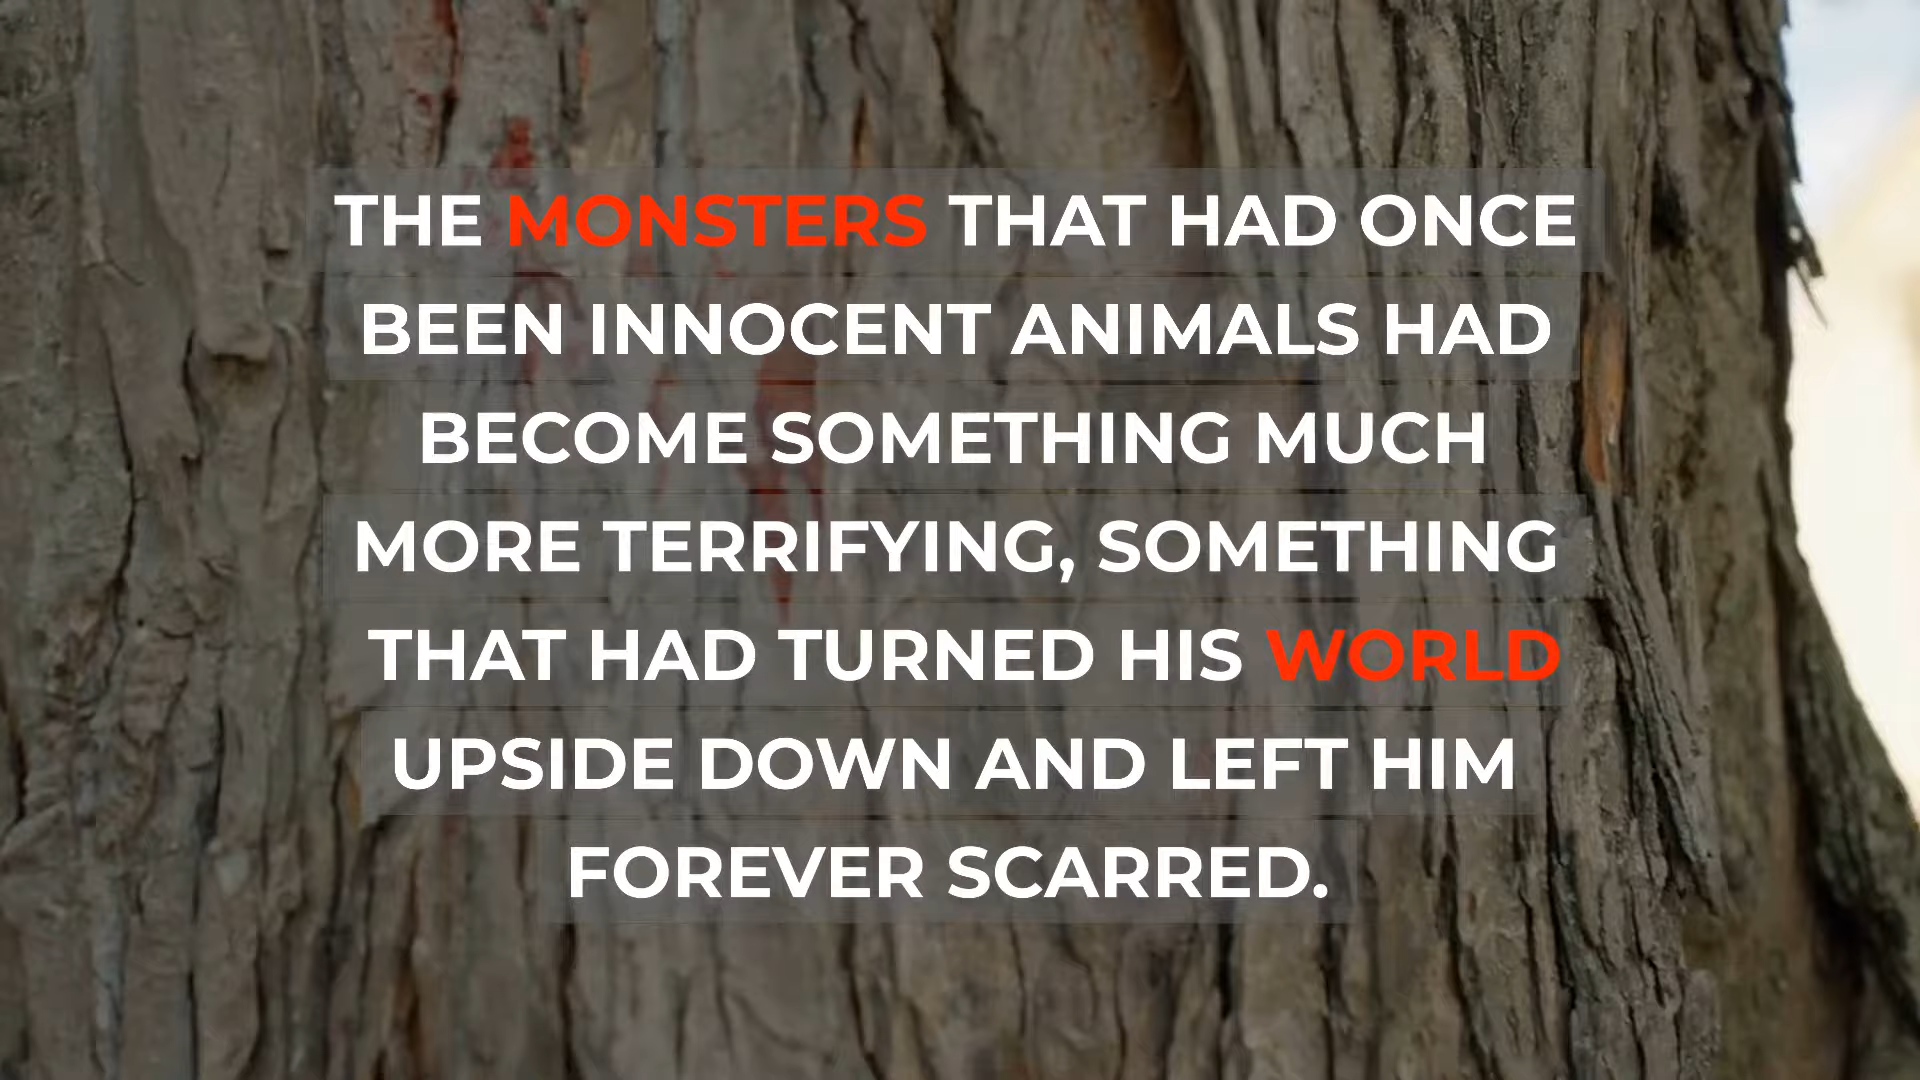 THE MONSTERS THAT HAD ONCE
BEEN INNOCENT ANIMALS HAD
BECOME SOMETHING MUCH
MORE TERRIFYING, SOMETHING
THAT HAD TURNED HIS WORLD
UPSIDE DOWN AND LEFT HIM
FOREVER SCARRED.